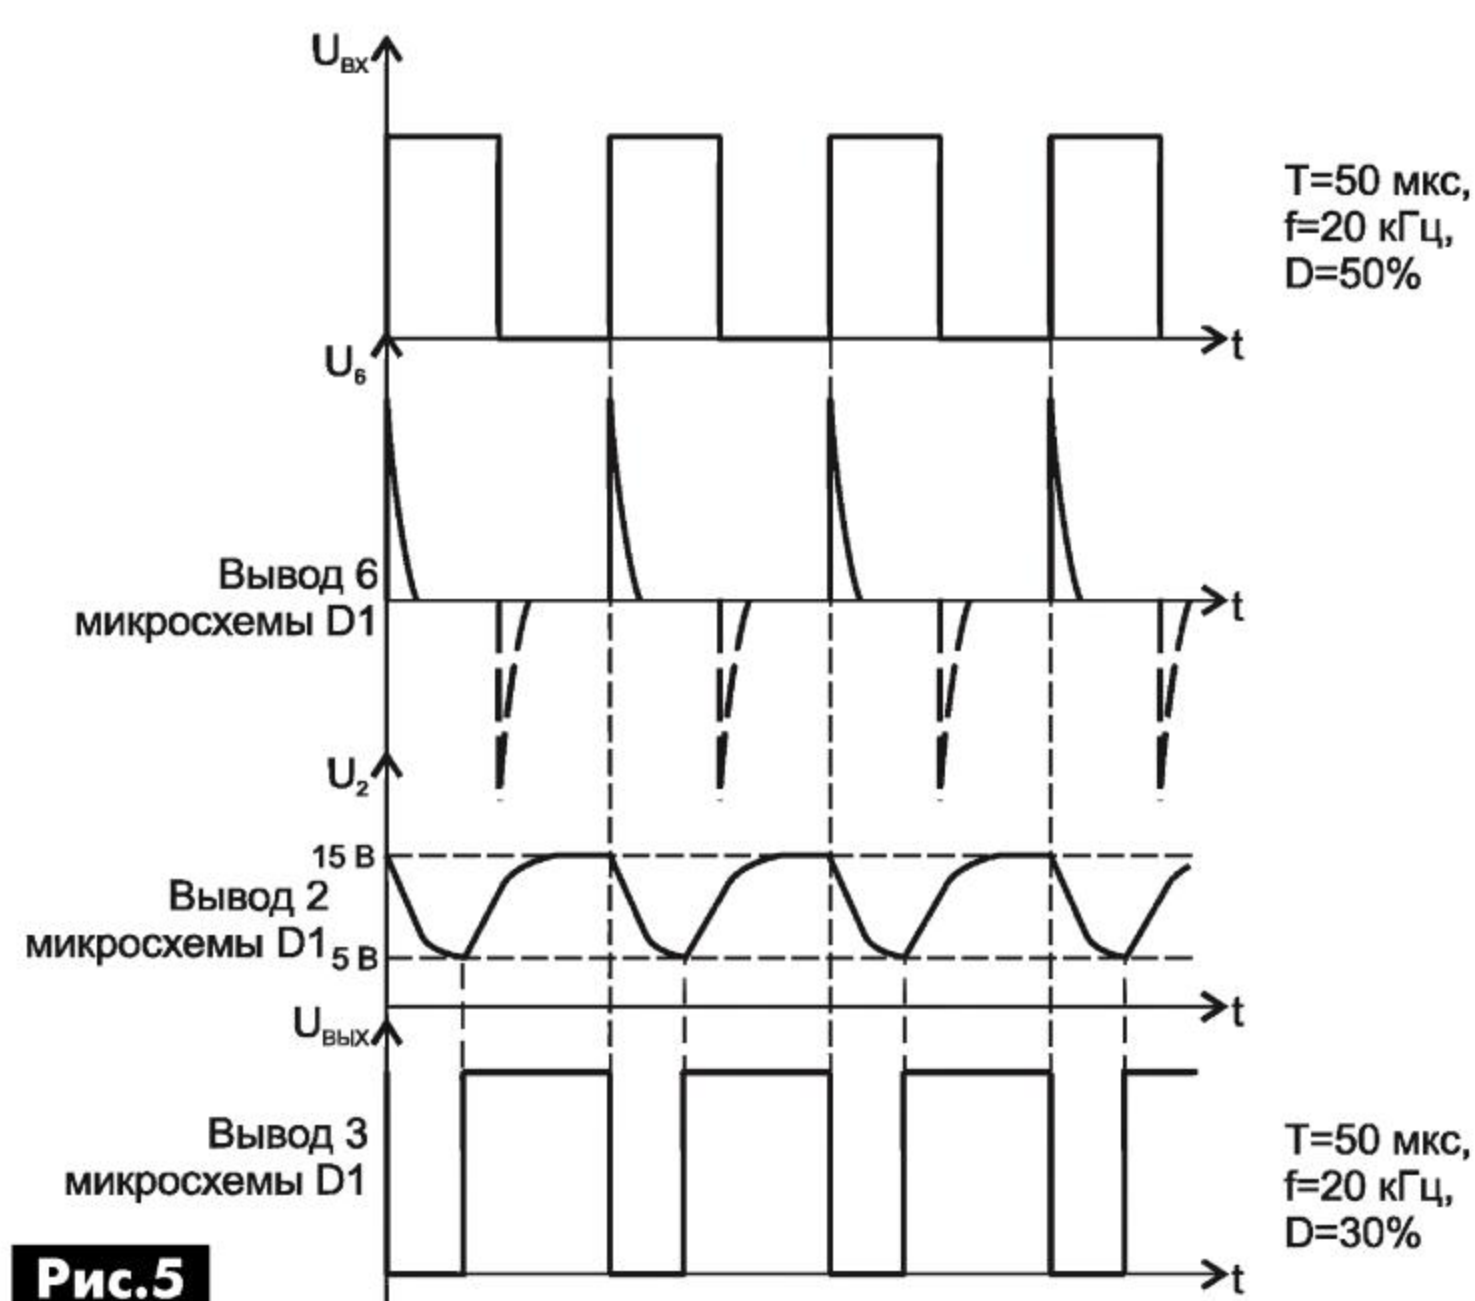 Uвх
T=50 мкс,
f=20 кГц,
D=50%
t
U6
Вывод 6
микросхемы D1
t
U2
15 В
Вывод 2
микросхемы D1
5 В
t
Uвых
Вывод 3
микросхемы D1
T=50 мкс,
f=20 кГц,
D=30%
t
Рис.5